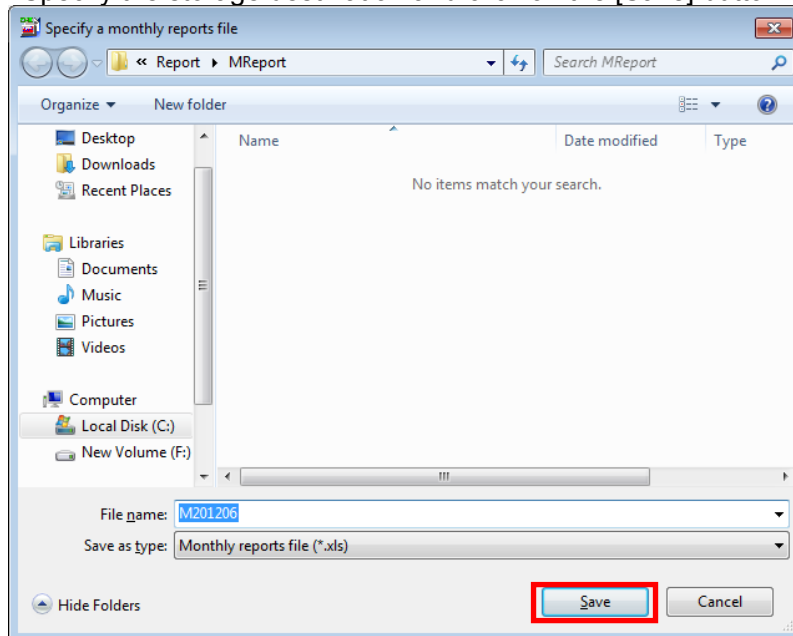 Specify a monthly reports file
« Report ▸ MReport
Search MReport
Organize ▾ New folder
Desktop
Downloads
Recent Places
Libraries
Documents
Music
Pictures
Videos
Computer
Local Disk (C:)
New Volume (F:)
Name Date modified Type
No items match your search.
File name: M201206
Save as type: Monthly reports file (*.xls)
Hide Folders
Save Cancel